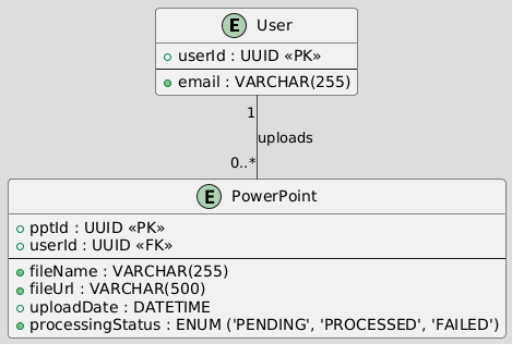 E User
userId : UUID «PK»
email : VARCHAR(255)
1
uploads
0..*
E PowerPoint
pptId : UUID «PK»
userId : UUID «FK»
fileName : VARCHAR(255)
fileUrl : VARCHAR(500)
uploadDate : DATETIME
processingStatus : ENUM ('PENDING', 'PROCESSED', 'FAILED')